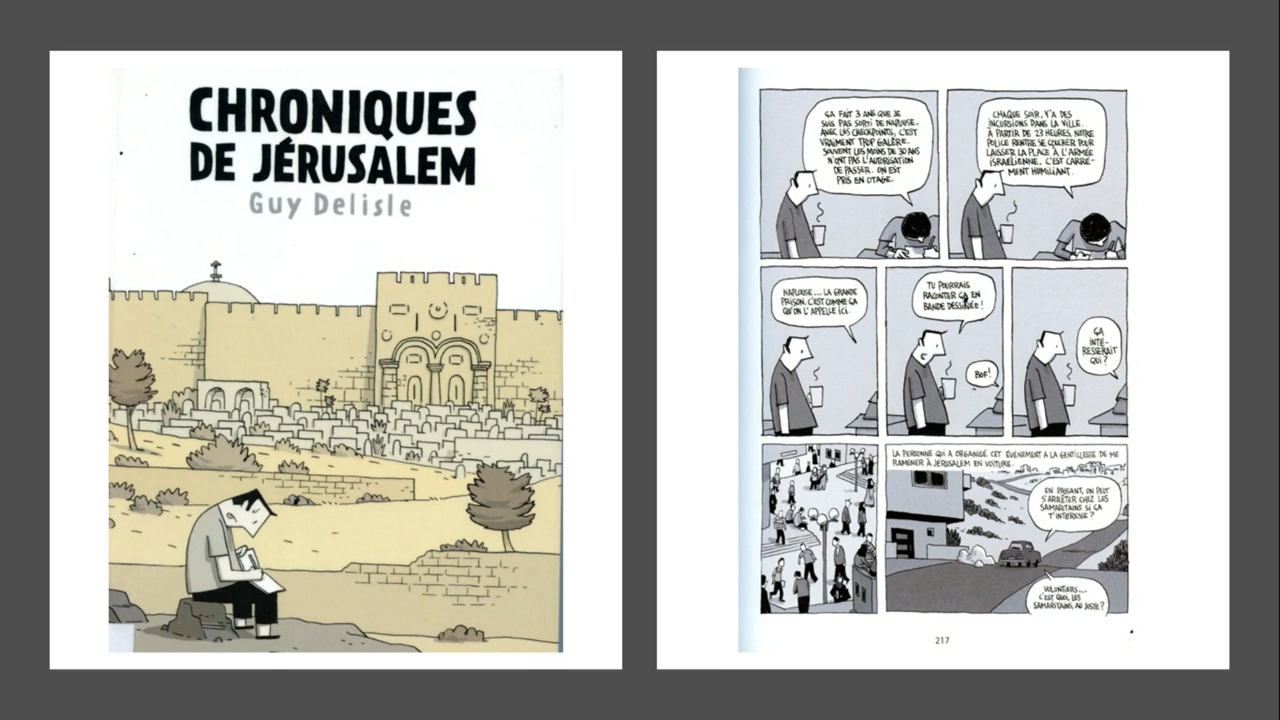 CHRONIQUES
DE JÉRUSALEM
Guy Delisle
ÇA FAIT 3 ANS QUE JE
SUIS PAS SORTI DE NAPLOUSE.
AVEC LES CHECKPOINTS, C'EST
VRAIMENT TROP GALÈRE.
SOUVENT LES MOINS DE 30 ANS
N'ONT PAS L'AUTORISATION
DE PASSER. ON EST
PRIS EN OTAGE.
CHAQUE SOIR, Y'A DES
INCURSIONS DANS LA VILLE.
À PARTIR DE 23 HEURES, NOTRE
POLICE RENTRE SE COUCHER POUR
LAISSER LA PLACE À L'ARMÉE
ISRAÉLIENNE. C'EST CARRÉ-
MENT HUMILIANT.
NAPLOUSE... LA GRANDE
PRISON. C'EST COMME ÇA
QU'ON L'APPELLE ICI.
TU POURRAIS
RACONTER ÇA EN
BANDE DESSINÉE !
BOF!
ÇA
INTÉ-
RESSERAIT
QUI ?
LA PERSONNE QUI A ORGANISÉ CET ÉVÉNEMENT A LA GENTILLESSE DE ME
RAMENER À JÉRUSALEM EN VOITURE.
EN PASSANT, ON PEUT
S'ARRÊTER CHEZ LES
SAMARITAINS SI ÇA
T'INTÉRESSE ?
VOLONTIERS...
C'EST QUOI, LES
SAMARITAINS, AU JUSTE ?
217